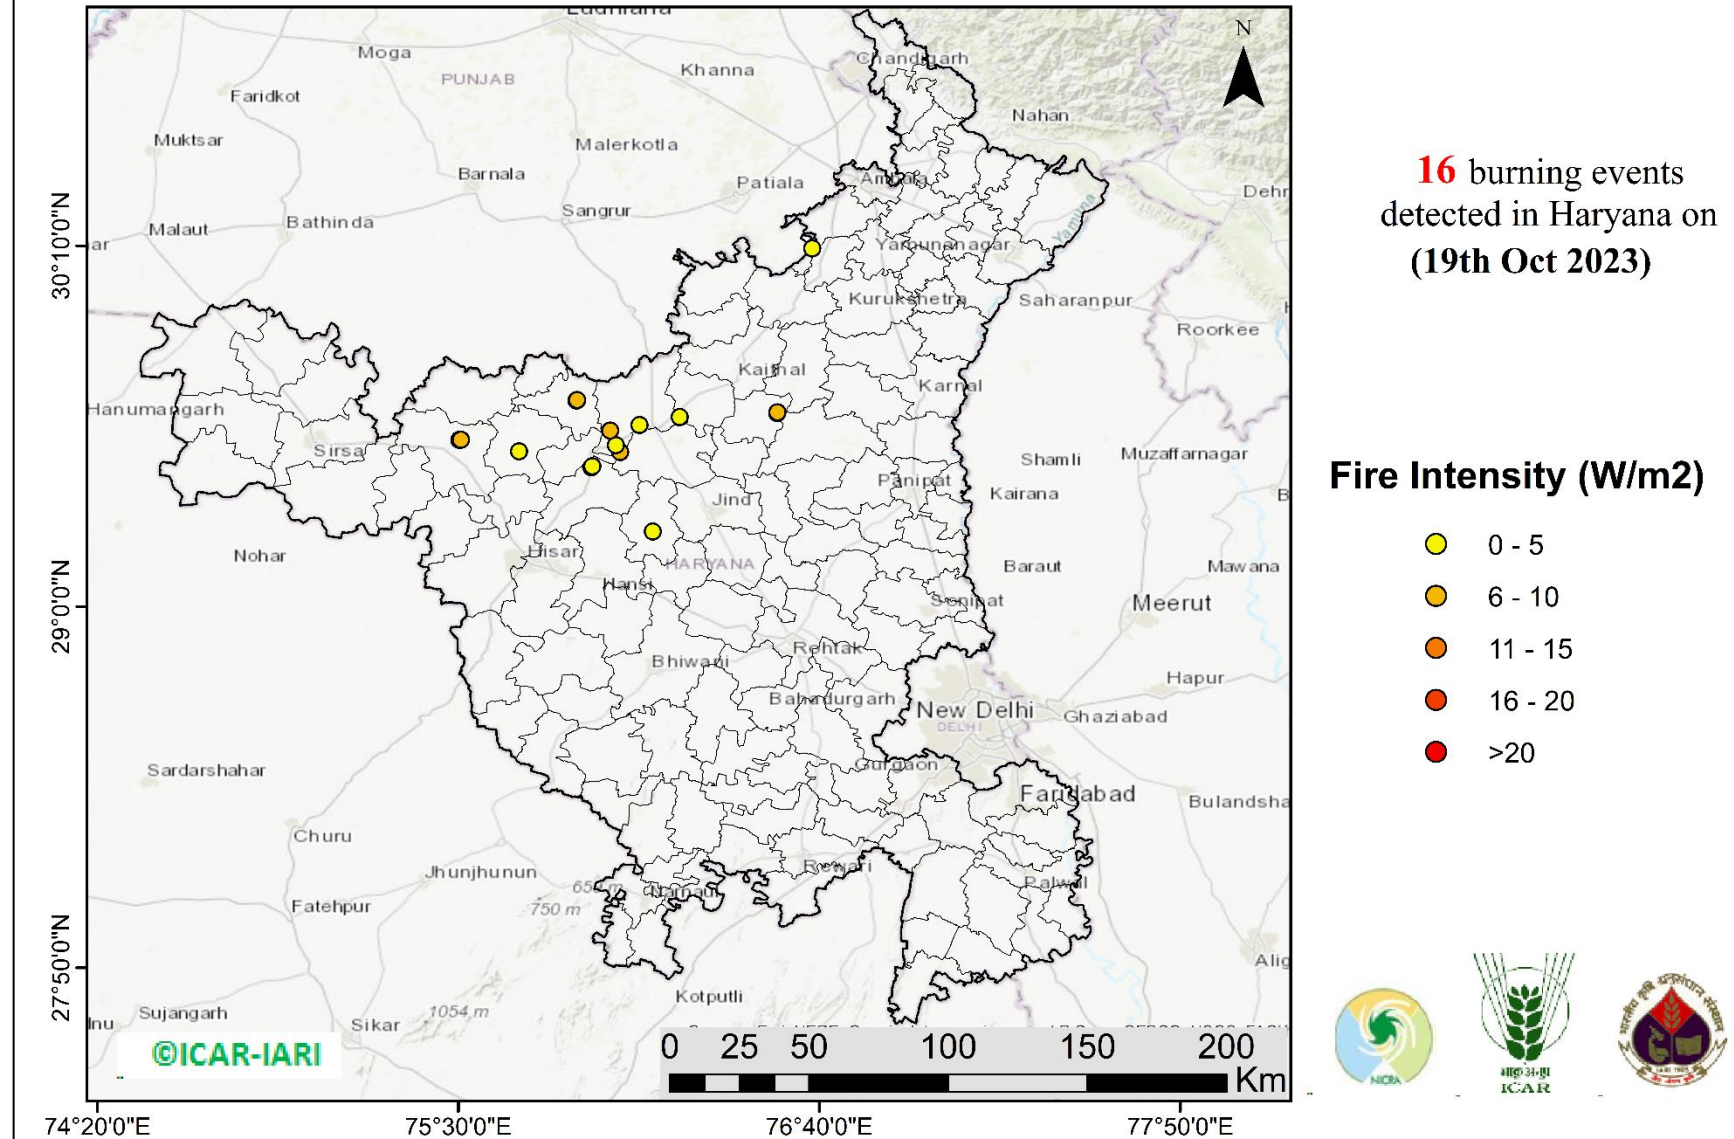 Moga
Khanna
Chandigarh
PUNJAB
Faridkot
Nahan
Muktsar
Malerkotla
Barnala
Patiala
Ambala
Sangrur
Bathinda
Malaut
Yamuna
Yamunanagar
Kurukshetra
Saharanpur
Roorkee
Kaithal
Karnal
Hanumangarh
Sirsa
Shamli
Muzaffarnagar
Panipat
Kairana
Jind
Nohar
Hisar
HARYANA
Baraut
Mawana
Hansi
Sonipat
Meerut
Rohtak
Bhiwani
Hapur
Bahadurgarh
New Delhi
DELHI
Ghaziabad
Gurgaon
Sardarshahar
Faridabad
Bulandsha
Churu
Rewari
Jhunjhunun
Palwal
650 m
Narnaul
Fatehpur
750 m
Kotputli
Sujangarh
1054 m
Sikar
©ICAR-IARI
N
0 25 50 100 150 200
Km
30°10'0"N
29°0'0"N
27°50'0"N
74°20'0"E 75°30'0"E 76°40'0"E 77°50'0"E
16 burning events
detected in Haryana on
(19th Oct 2023)
Fire Intensity (W/m2)
0 - 5
6 - 10
11 - 15
16 - 20
>20
NICRA
ICAR